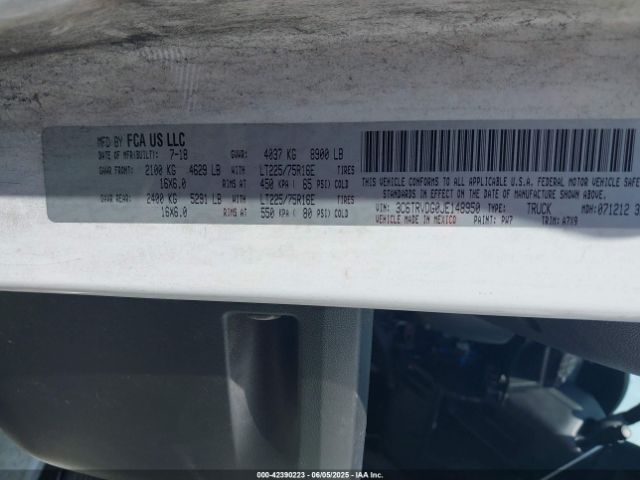 MFD BY FCA US LLC
DATE OF MFR(BUILT): 7-18 GVWR: 4037 KG 8900 LB
GAWR FRONT: 2100 KG 4629 LB WITH LT225/75R16E TIRES
16X6.0 RIMS AT 450 KPA( 65 PSI) COLD
GAWR REAR: 2400 KG 5291 LB WITH LT225/75R16E TIRES
16X6.0 RIMS AT 550 KPA( 80 PSI) COLD
THIS VEHICLE CONFORMS TO ALL APPLICABLE U.S.A. FEDERAL MOTOR VEHICLE SAFE
STANDARDS IN EFFECT ON THE DATE OF MANUFACTURE SHOWN ABOVE.
VIN: 3C6TRVDG0JE148950 TYPE: TRUCK MDH: 071212 3
VEHICLE MADE IN MEXICO PAINT: PW7 TRIM: A7X9
00-42390223 - 06/05/2025 - IAA Inc.